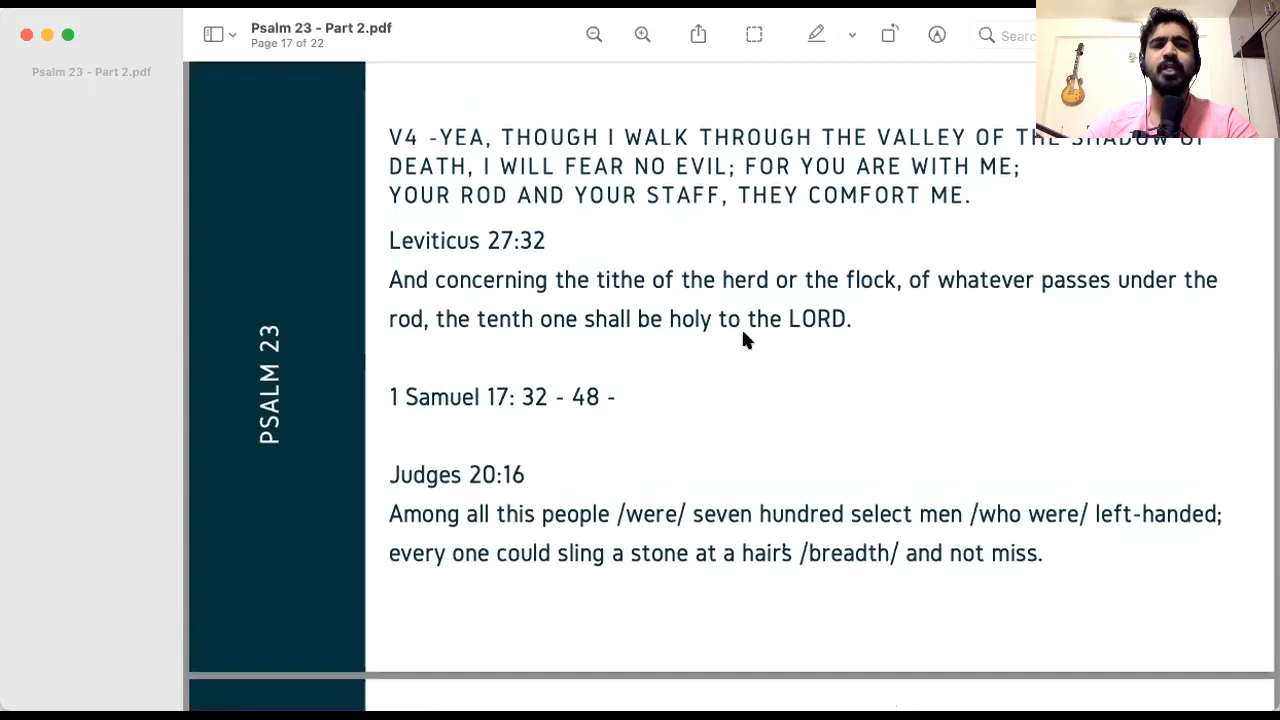 Psalm 23 - Part 2.pdf
Page 17 of 22
Searc
Psalm 23 - Part 2.pdf
PSALM 23
V4 -YEA, THOUGH I WALK THROUGH THE VALLEY OF THE SHADOW OF
DEATH, I WILL FEAR NO EVIL; FOR YOU ARE WITH ME;
YOUR ROD AND YOUR STAFF, THEY COMFORT ME.
Leviticus 27:32
And concerning the tithe of the herd or the flock, of whatever passes under the
rod, the tenth one shall be holy to the LORD.
1 Samuel 17: 32 - 48 -
Judges 20:16
Among all this people /were/ seven hundred select men /who were/ left-handed;
every one could sling a stone at a hair's /breadth/ and not miss.